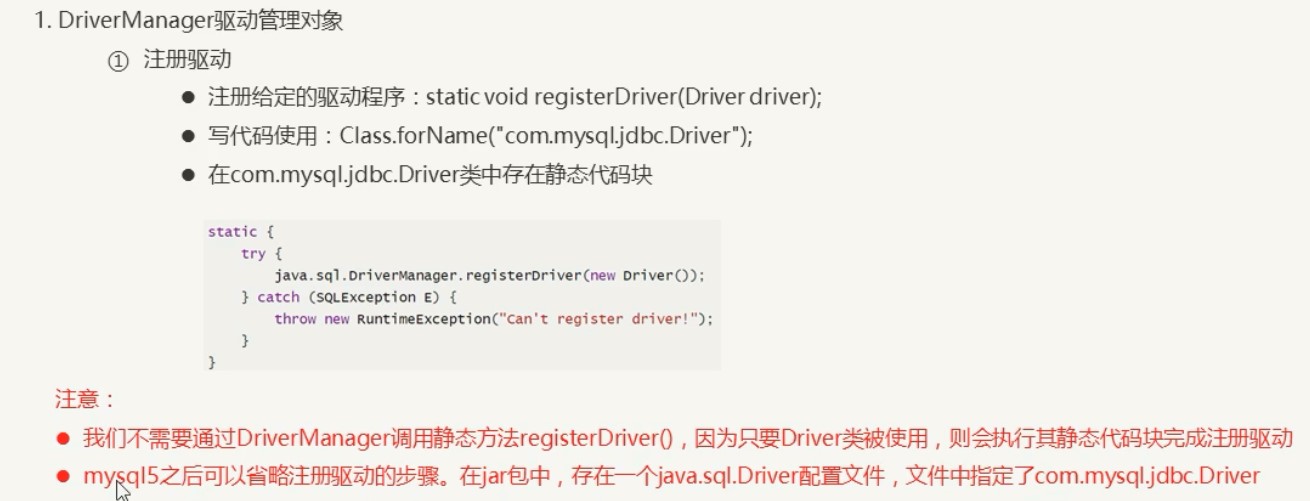 1. DriverManager驱动管理对象
① 注册驱动
● 注册给定的驱动程序：static void registerDriver(Driver driver);
● 写代码使用：Class.forName("com.mysql.jdbc.Driver");
● 在com.mysql.jdbc.Driver类中存在静态代码块
static {
    try {
        java.sql.DriverManager.registerDriver(new Driver());
    } catch (SQLException E) {
        throw new RuntimeException("Can't register driver!");
    }
}
注意：
● 我们不需要通过DriverManager调用静态方法registerDriver()，因为只要Driver类被使用，则会执行其静态代码块完成注册驱动
● mysql5之后可以省略注册驱动的步骤。在jar包中，存在一个java.sql.Driver配置文件，文件中指定了com.mysql.jdbc.Driver